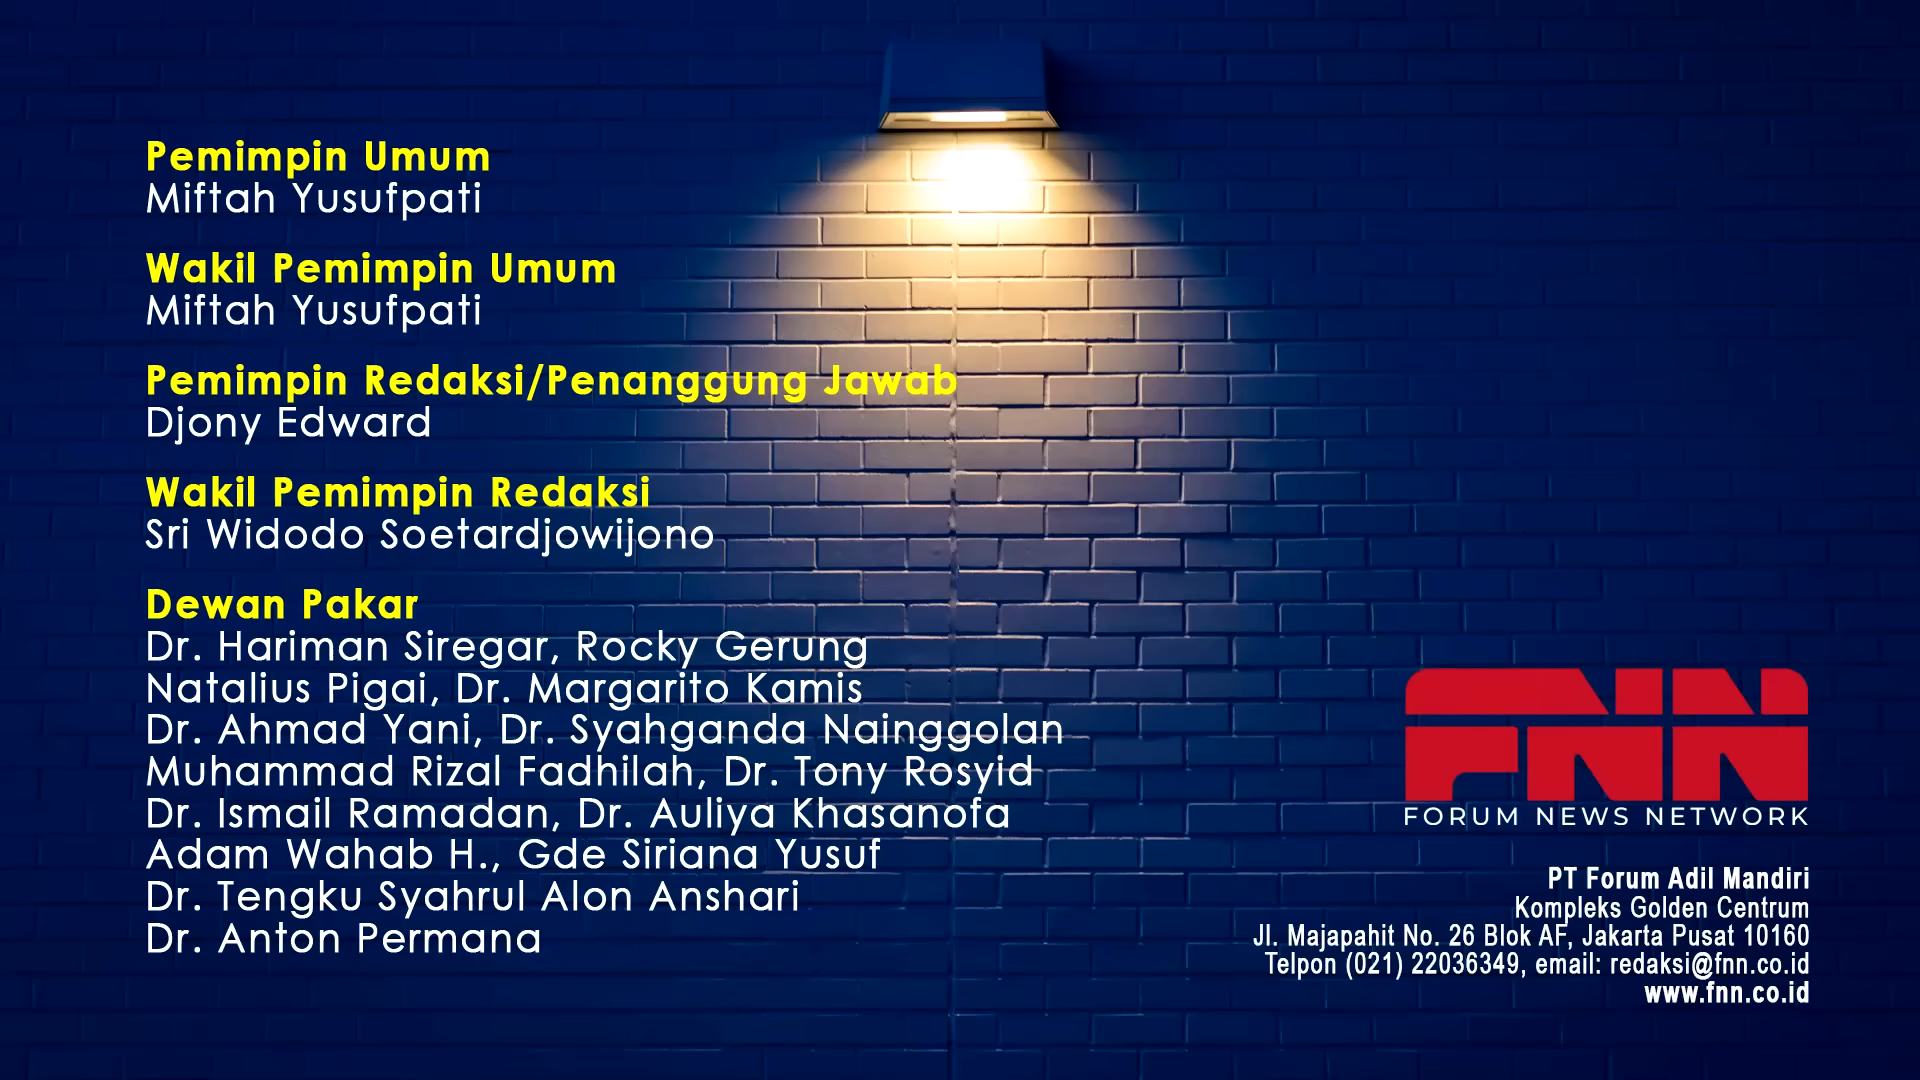 Pemimpin Umum
Miftah Yusufpati
Wakil Pemimpin Umum
Miftah Yusufpati
Pemimpin Redaksi/Penanggung Jawab
Djony Edward
Wakil Pemimpin Redaksi
Sri Widodo Soetardjowijono
Dewan Pakar
Dr. Hariman Siregar, Rocky Gerung
Natalius Pigai, Dr. Margarito Kamis
Dr. Ahmad Yani, Dr. Syahganda Nainggolan
Muhammad Rizal Fadhilah, Dr. Tony Rosyid
Dr. Ismail Ramadan, Dr. Auliya Khasanofa
Adam Wahab H., Gde Siriana Yusuf
Dr. Tengku Syahrul Alon Anshari
Dr. Anton Permana
FNN
FORUM NEWS NETWORK
PT Forum Adil Mandiri
Kompleks Golden Centrum
Jl. Majapahit No. 26 Blok AF, Jakarta Pusat 10160
Telpon (021) 22036349, email: redaksi@fnn.co.id
www.fnn.co.id